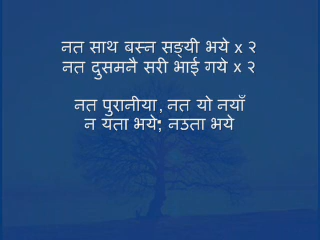 नत साथ बस्न सङ्यी भये x २
नत दुसमनै सरी भाई गये x २
नत पुरानीया, नत यो नयाँ
न यता भये; नउता भये